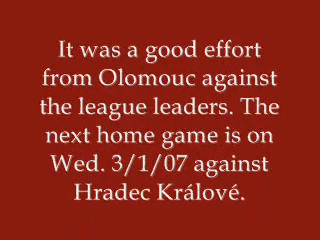 It was a good effort
from Olomouc against
the league leaders. The
next home game is on
Wed. 3/1/07 against
Hradec Králové.